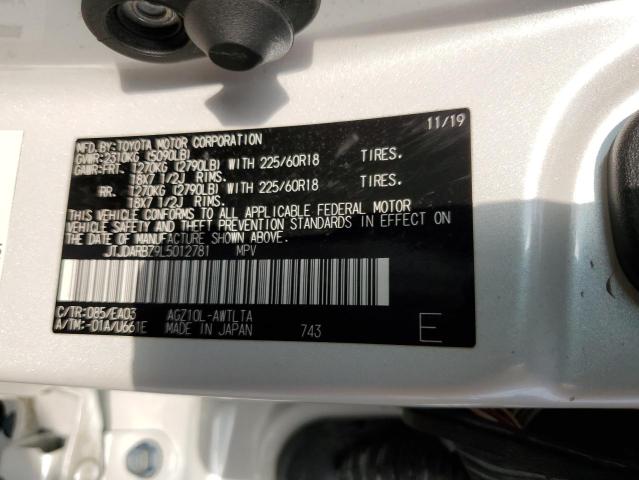 11/19
MFD.BY:TOYOTA MOTOR CORPORATION
GVWR:2310KG (5090LB)
GAWR:FRT. 1270KG (2790LB) WITH 225/60R18 TIRES.
18X7 1/2J RIMS.
RR. 1270KG (2790LB) WITH 225/60R18 TIRES.
18X7 1/2J RIMS.
THIS VEHICLE CONFORMS TO ALL APPLICABLE FEDERAL MOTOR
VEHICLE SAFETY AND THEFT PREVENTION STANDARDS IN EFFECT ON
THE DATE OF MANUFACTURE SHOWN ABOVE.
JTJDARBZ9L5012781 MPV
C/TR:085/EA03 AGZ10L-AWTLTA
A/TM:-01A/U661E MADE IN JAPAN 743 E